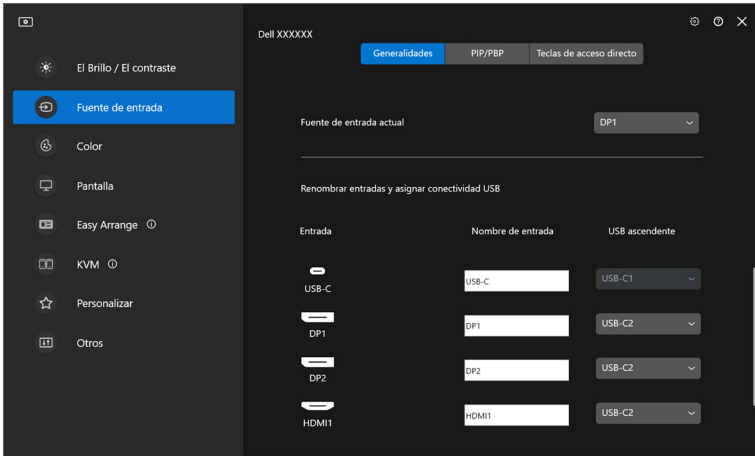 Dell XXXXXX
Generalidades PIP/PBP Teclas de acceso directo
El Brillo / El contraste
Fuente de entrada
Color
Pantalla
Easy Arrange
KVM
Personalizar
Otros
Fuente de entrada actual DP1
Renombrar entradas y asignar conectividad USB
Entrada Nombre de entrada USB ascendente
USB-C USB-C USB-C1
DP1 DP1 USB-C2
DP2 DP2 USB-C2
HDMI1 HDMI1 USB-C2